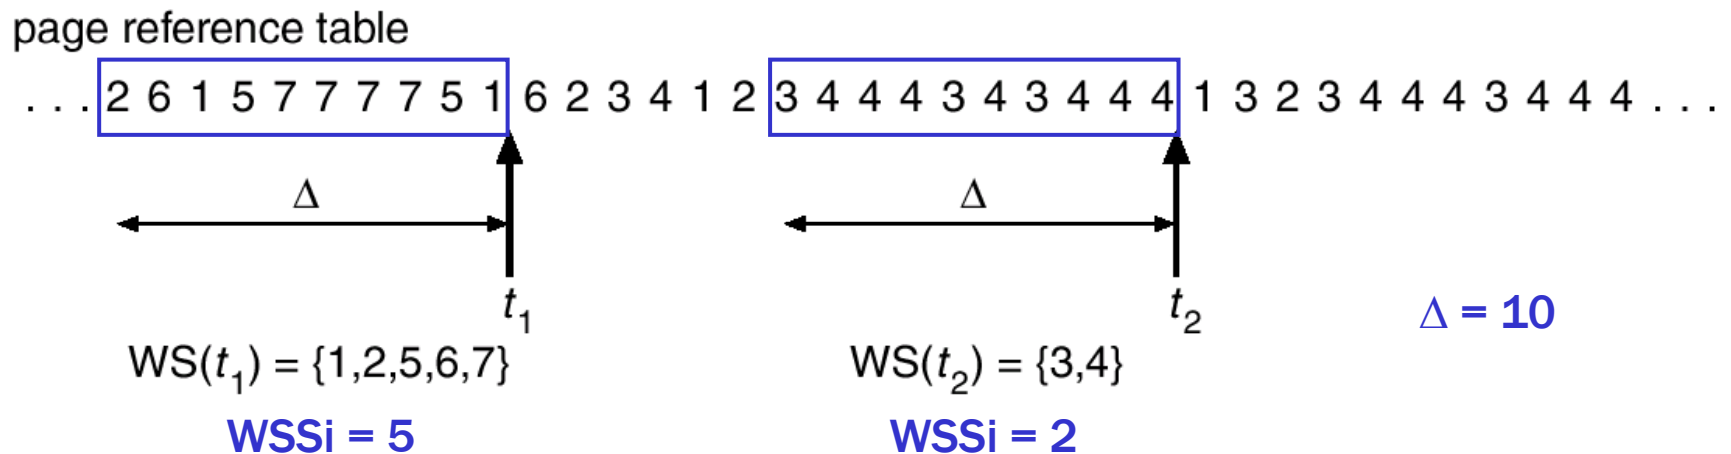 page reference table
. . . 2 6 1 5 7 7 7 7 5 1 6 2 3 4 1 2 3 4 4 4 3 4 3 4 4 4 1 3 2 3 4 4 4 3 4 4 4 . . .
Δ Δ
t1 t2 Δ = 10
WS(t1) = {1,2,5,6,7} WS(t2) = {3,4}
WSSi = 5 WSSi = 2